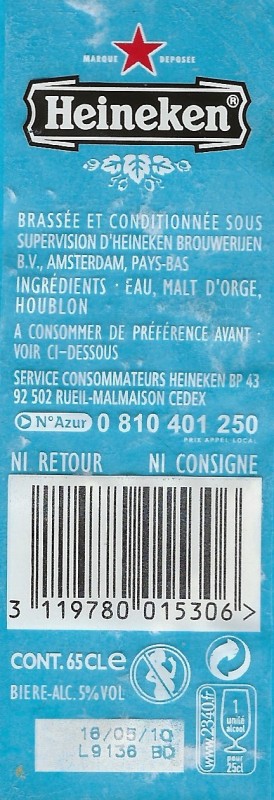 MARQUE DEPOSEE
Heineken®
BRASSÉE ET CONDITIONNÉE SOUS
SUPERVISION D'HEINEKEN BROUWERIJEN
B.V., AMSTERDAM, PAYS-BAS
INGRÉDIENTS · EAU, MALT D'ORGE,
HOUBLON
A CONSOMMER DE PRÉFÉRENCE AVANT :
VOIR CI-DESSOUS
SERVICE CONSOMMATEURS HEINEKEN BP 43
92 502 RUEIL-MALMAISON CEDEX
N°Azur 0 810 401 250
PRIX APPEL LOCAL
NI RETOUR NI CONSIGNE
3 119780 015306 >
CONT. 65CL e
BIERE-ALC. 5% VOL
16/05/10
L9136 BD
www.2340.fr
1
unité
alcool
pour
25cl